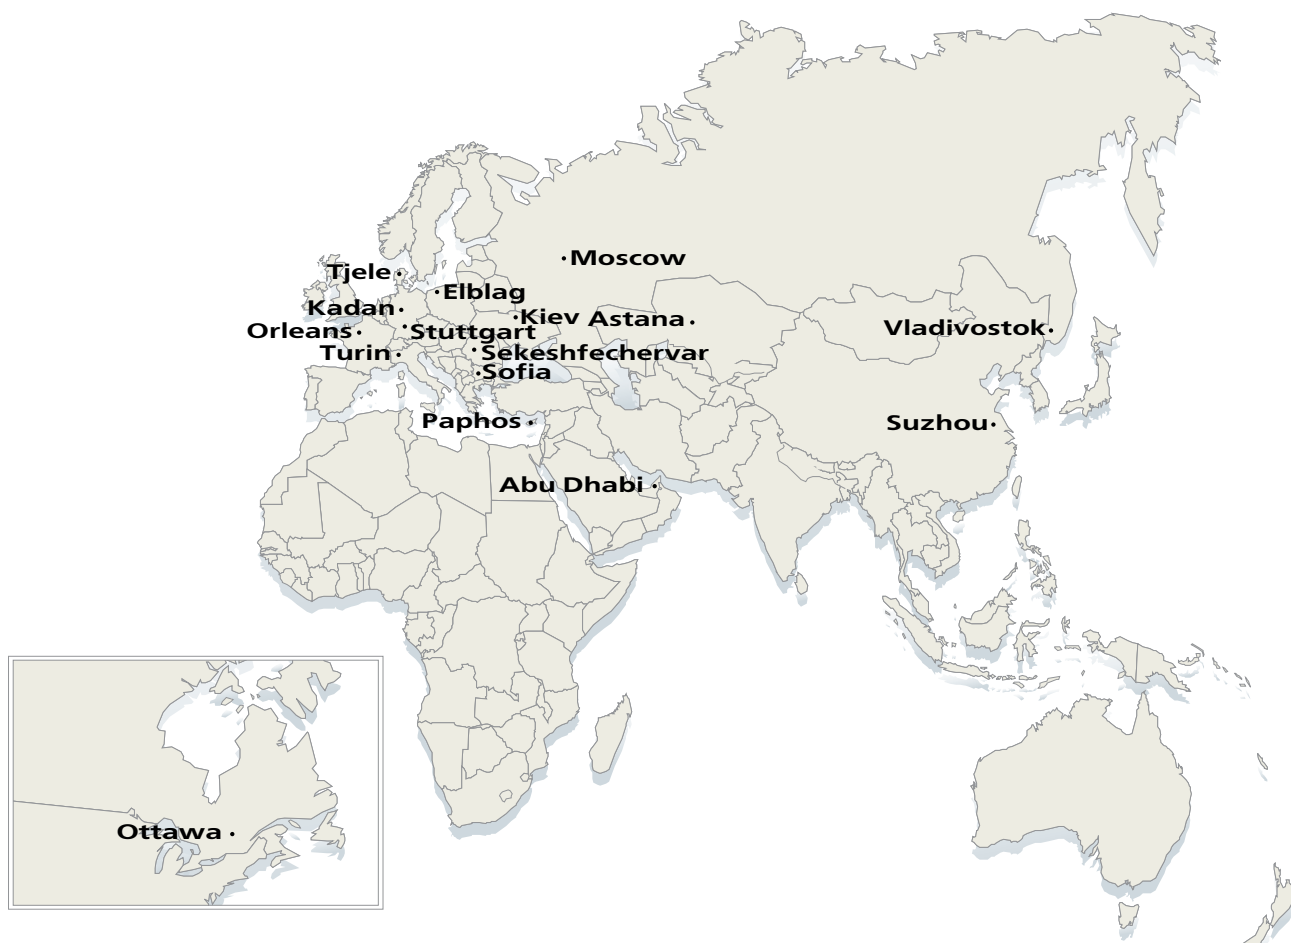 Moscow
Tjele
Elblag
Kadan
Kiev
Astana
Orleans
Stuttgart
Vladivostok
Turin
Sekeshfechervar
Sofia
Paphos
Suzhou
Abu Dhabi
Ottawa